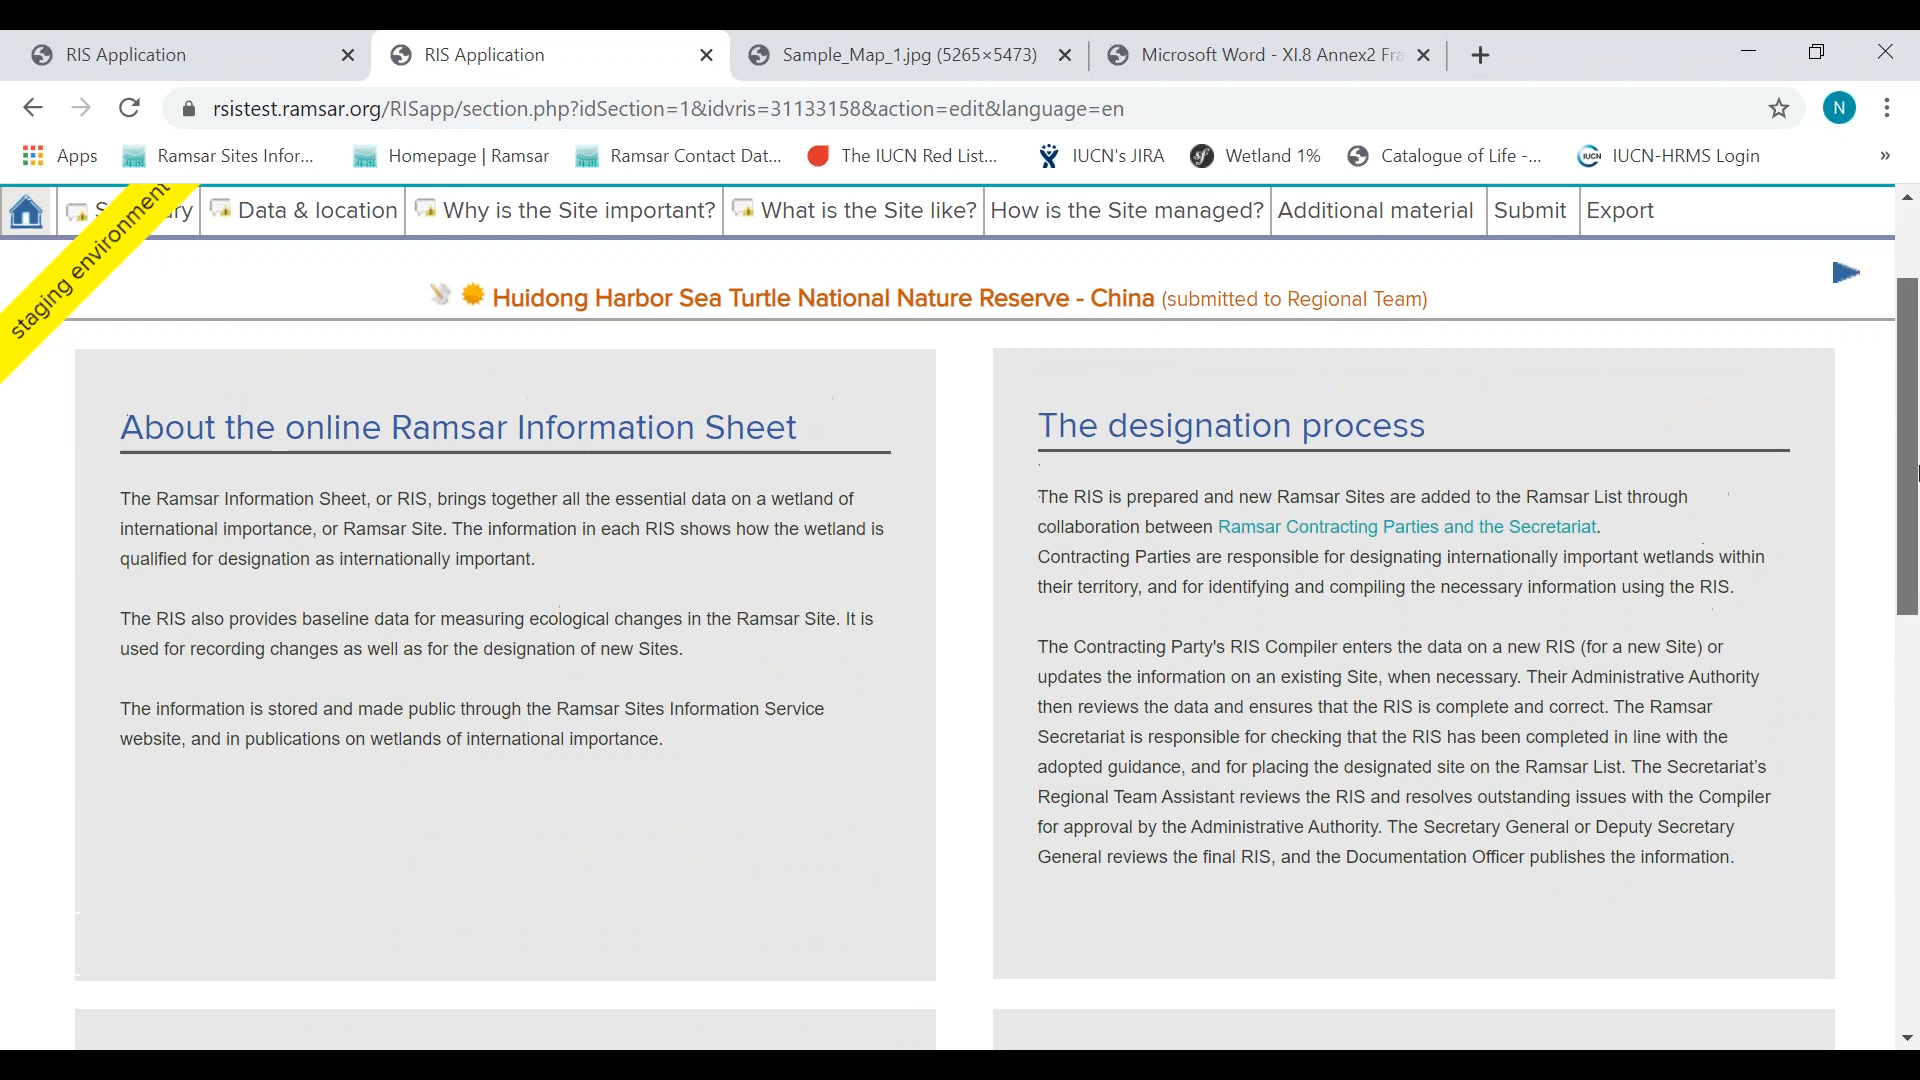 RIS Application
RIS Application
Sample_Map_1.jpg (5265×5473)
Microsoft Word - XI.8 Annex2 Fra
rsistest.ramsar.org/RISapp/section.php?idSection=1&idvris=31133158&action=edit&language=en
N
Apps
Ramsar Sites Infor...
Homepage | Ramsar
Ramsar Contact Dat...
The IUCN Red List...
IUCN's JIRA
Wetland 1%
Catalogue of Life -...
IUCN
IUCN-HRMS Login
»
staging environment
Data & location
Why is the Site important?
What is the Site like?
How is the Site managed?
Additional material
Submit
Export
Huidong Harbor Sea Turtle National Nature Reserve - China (submitted to Regional Team)
About the online Ramsar Information Sheet
The Ramsar Information Sheet, or RIS, brings together all the essential data on a wetland of
international importance, or Ramsar Site. The information in each RIS shows how the wetland is
qualified for designation as internationally important.
The RIS also provides baseline data for measuring ecological changes in the Ramsar Site. It is
used for recording changes as well as for the designation of new Sites.
The information is stored and made public through the Ramsar Sites Information Service
website, and in publications on wetlands of international importance.
The designation process
The RIS is prepared and new Ramsar Sites are added to the Ramsar List through
collaboration between Ramsar Contracting Parties and the Secretariat.
Contracting Parties are responsible for designating internationally important wetlands within
their territory, and for identifying and compiling the necessary information using the RIS.
The Contracting Party's RIS Compiler enters the data on a new RIS (for a new Site) or
updates the information on an existing Site, when necessary. Their Administrative Authority
then reviews the data and ensures that the RIS is complete and correct. The Ramsar
Secretariat is responsible for checking that the RIS has been completed in line with the
adopted guidance, and for placing the designated site on the Ramsar List. The Secretariat's
Regional Team Assistant reviews the RIS and resolves outstanding issues with the Compiler
for approval by the Administrative Authority. The Secretary General or Deputy Secretary
General reviews the final RIS, and the Documentation Officer publishes the information.